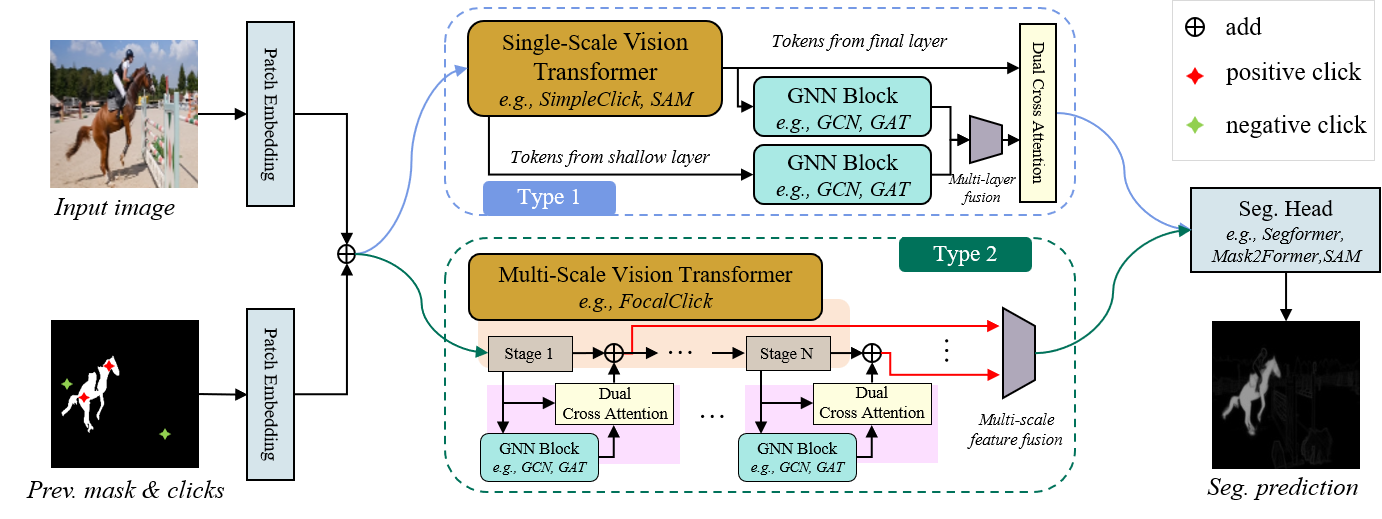 Input image
Patch Embedding
Prev. mask & clicks
Patch Embedding
Single-Scale Vision
Transformer
e.g., SimpleClick, SAM
Tokens from final layer
GNN Block
e.g., GCN, GAT
Tokens from shallow layer
GNN Block
e.g., GCN, GAT
Multi-layer
fusion
Dual Cross Attention
Type 1
Type 2
Multi-Scale Vision Transformer
e.g., FocalClick
Stage 1
...
Stage N
Dual
Cross Attention
GNN Block
e.g., GCN, GAT
...
Dual
Cross Attention
GNN Block
e.g., GCN, GAT
Multi-scale
feature fusion
add
positive click
negative click
Seg. Head
e.g., Segformer,
Mask2Former,SAM
Seg. prediction